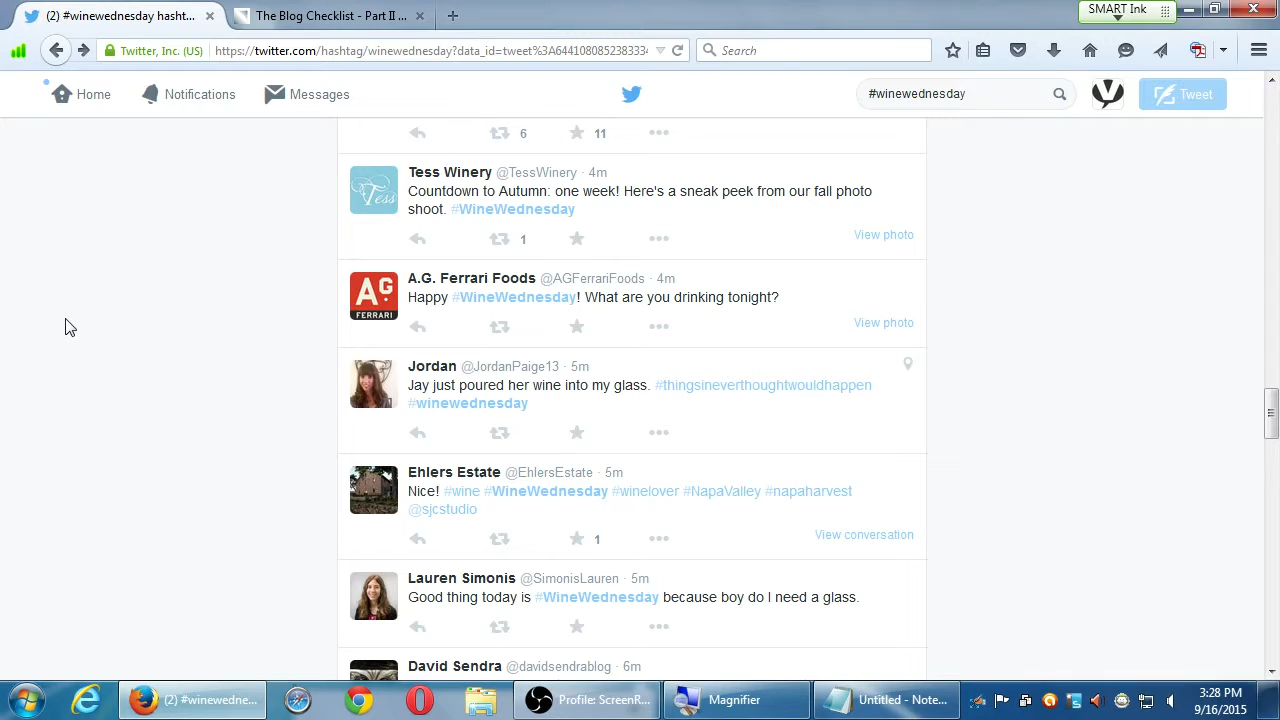 (2) #winewednesday hasht...
The Blog Checklist - Part II ...
SMART Ink
Twitter, Inc. (US)
https://twitter.com/hashtag/winewednesday?data_id=tweet%3A644108085238333
Search
Home
Notifications
Messages
#winewednesday
Tweet
6
11
Tess Winery @TessWinery · 4m
Countdown to Autumn: one week! Here's a sneak peek from our fall photo
shoot. #WineWednesday
1
View photo
A.G. Ferrari Foods @AGFerrariFoods · 4m
Happy #WineWednesday! What are you drinking tonight?
View photo
Jordan @JordanPaige13 · 5m
Jay just poured her wine into my glass. #thingsineverthoughtwouldhappen
#winewednesday
Ehlers Estate @EhlersEstate · 5m
Nice! #wine #WineWednesday #winelover #NapaValley #napaharvest
@sjcstudio
1
View conversation
Lauren Simonis @SimonisLauren · 5m
Good thing today is #WineWednesday because boy do I need a glass.
David Sendra @davidsendrablog · 6m
Tess
AG
FERRARI
(2) #winewedne...
Profile: ScreenR...
Magnifier
Untitled - Note...
3:28 PM
9/16/2015